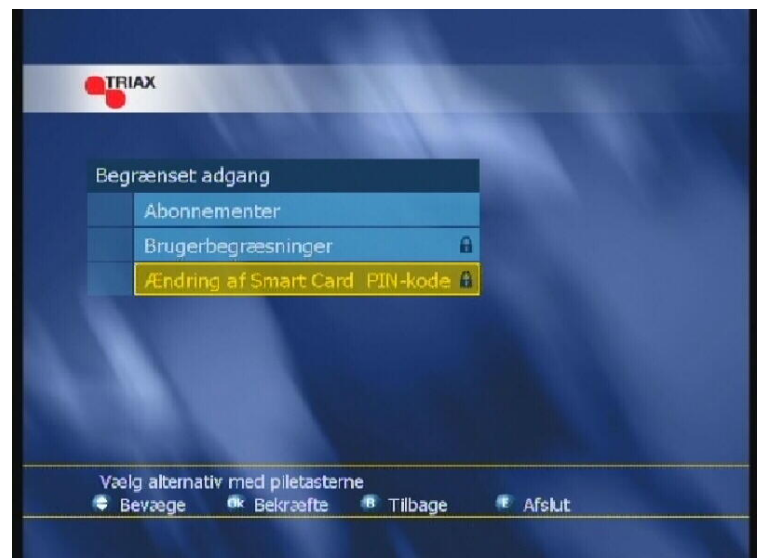 TRIAX
Begrænset adgang
Abonnementer
Brugerbegræsninger
Ændring af Smart Card PIN-kode
Vælg alternativ med piletasterne
Bevæge OK Bekræfte B Tilbage E Afslut